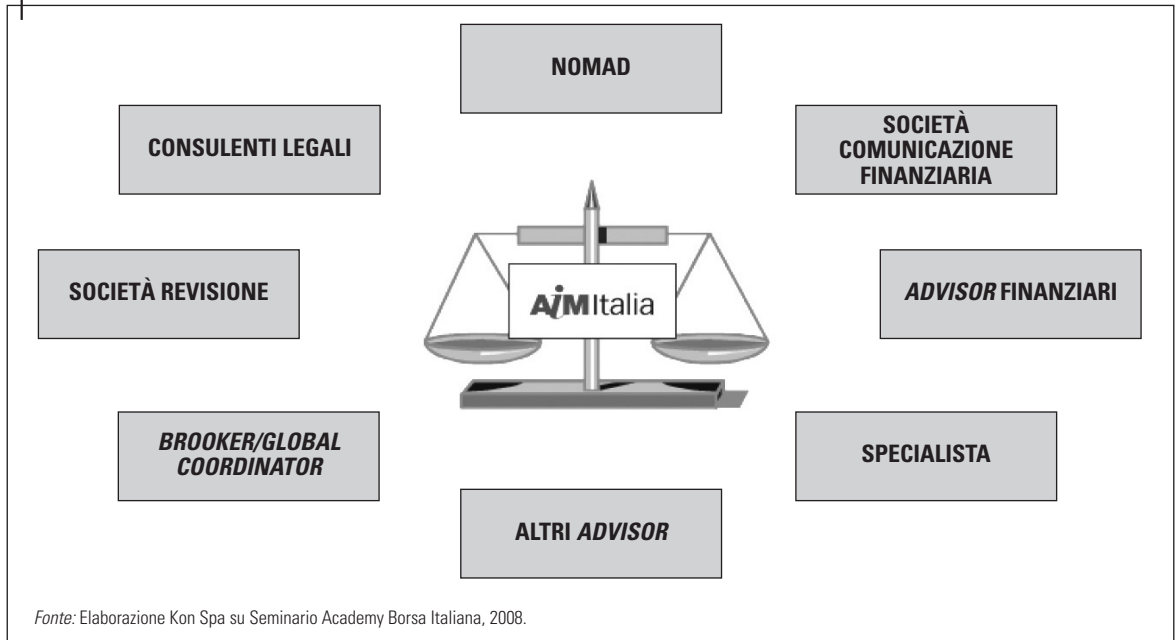 NOMAD
CONSULENTI LEGALI
SOCIETÀ
COMUNICAZIONE
FINANZIARIA
SOCIETÀ REVISIONE
AiMItalia
ADVISOR FINANZIARI
BROOKER/GLOBAL
COORDINATOR
SPECIALISTA
ALTRI ADVISOR
Fonte: Elaborazione Kon Spa su Seminario Academy Borsa Italiana, 2008.